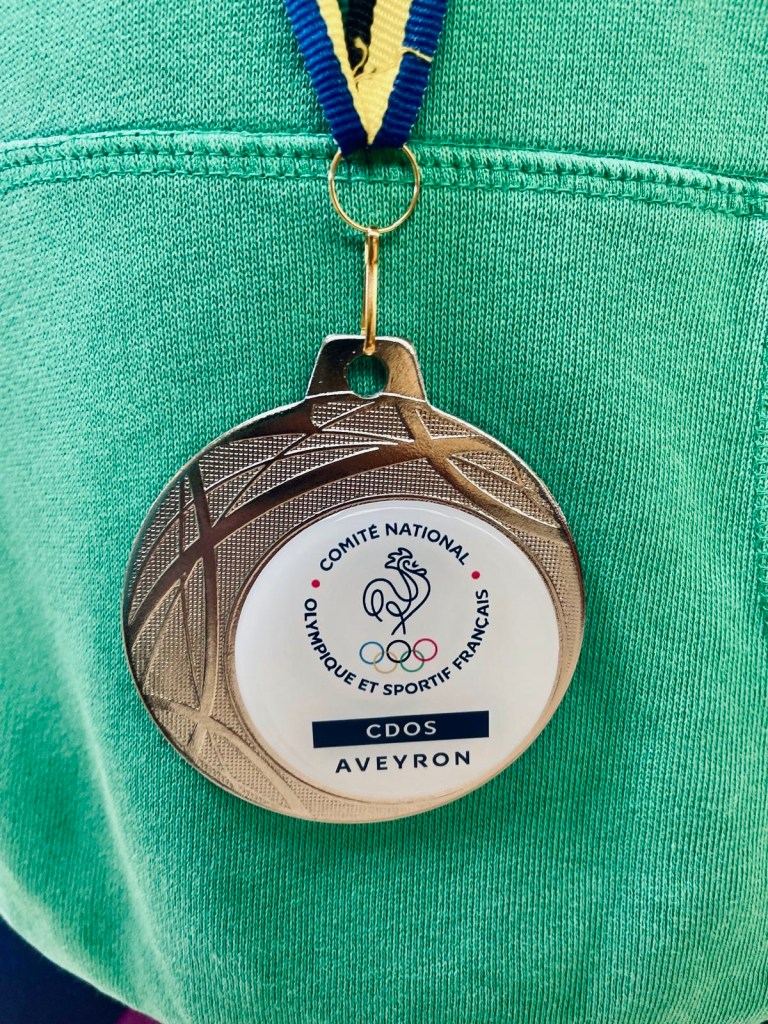 COMITÉ NATIONAL
OLYMPIQUE ET SPORTIF FRANÇAIS
CDOS
AVEYRON